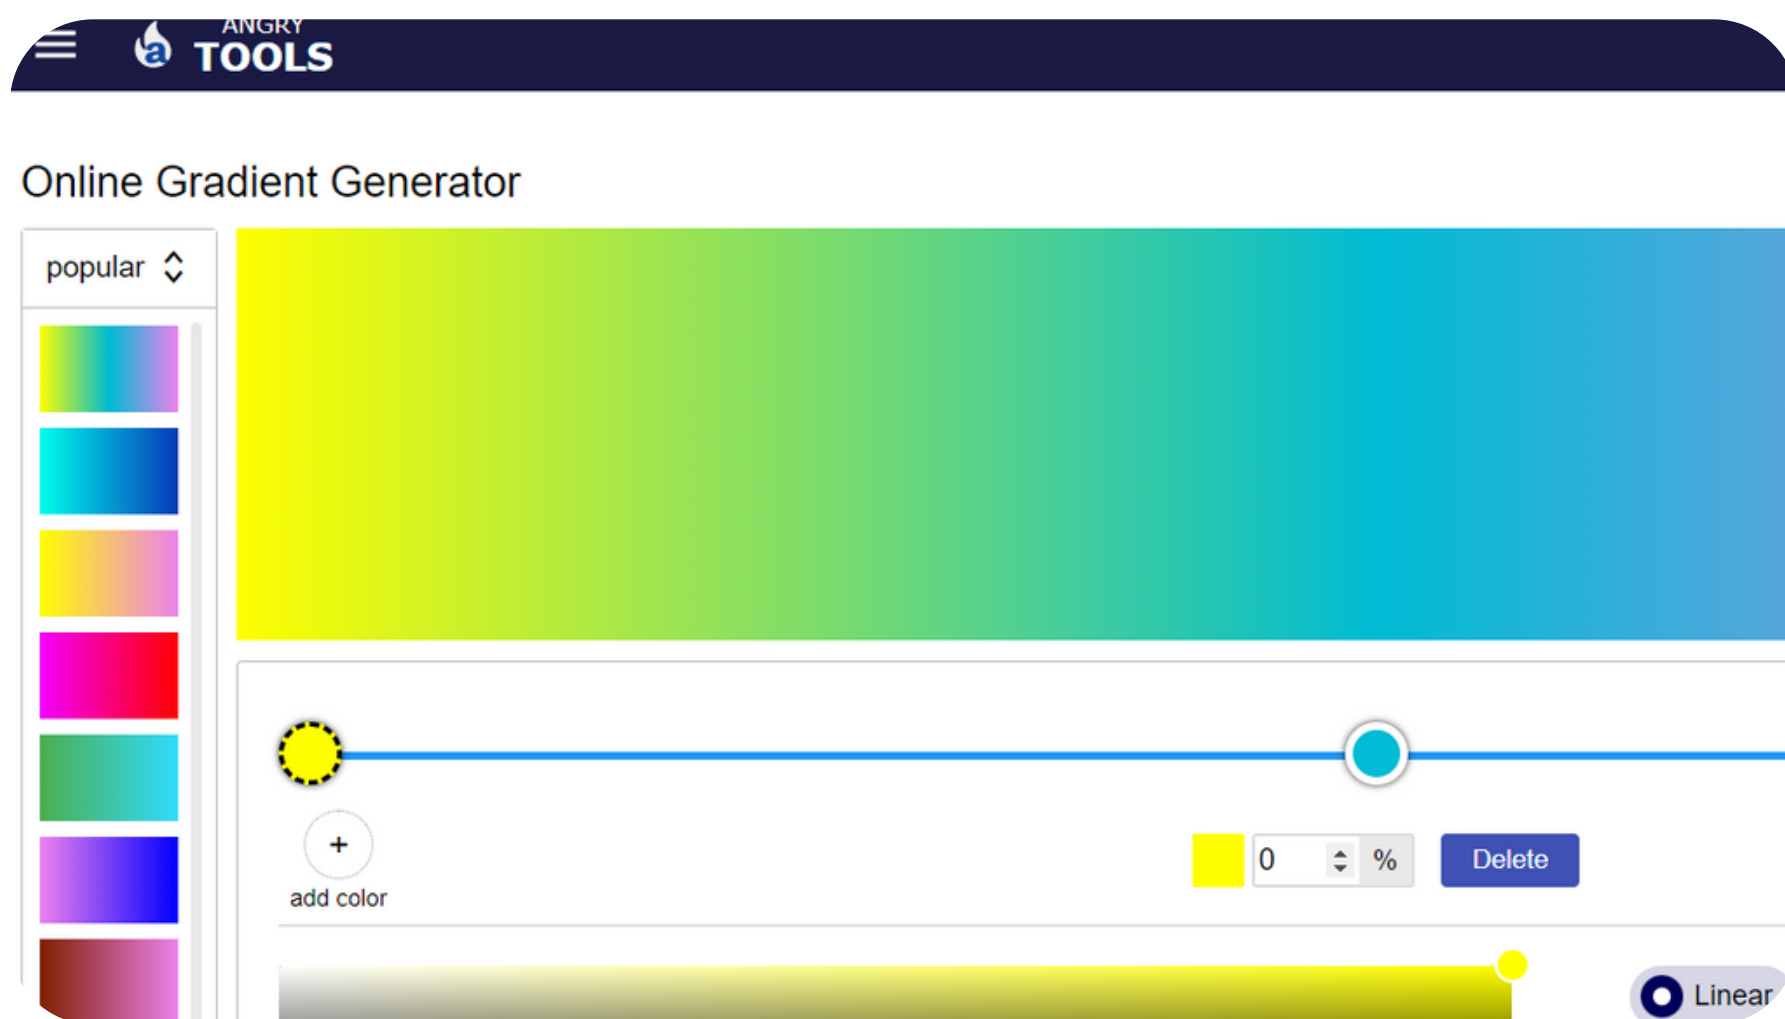 ANGRY
TOOLS
Online Gradient Generator
popular
0 % Delete
add color
Linear